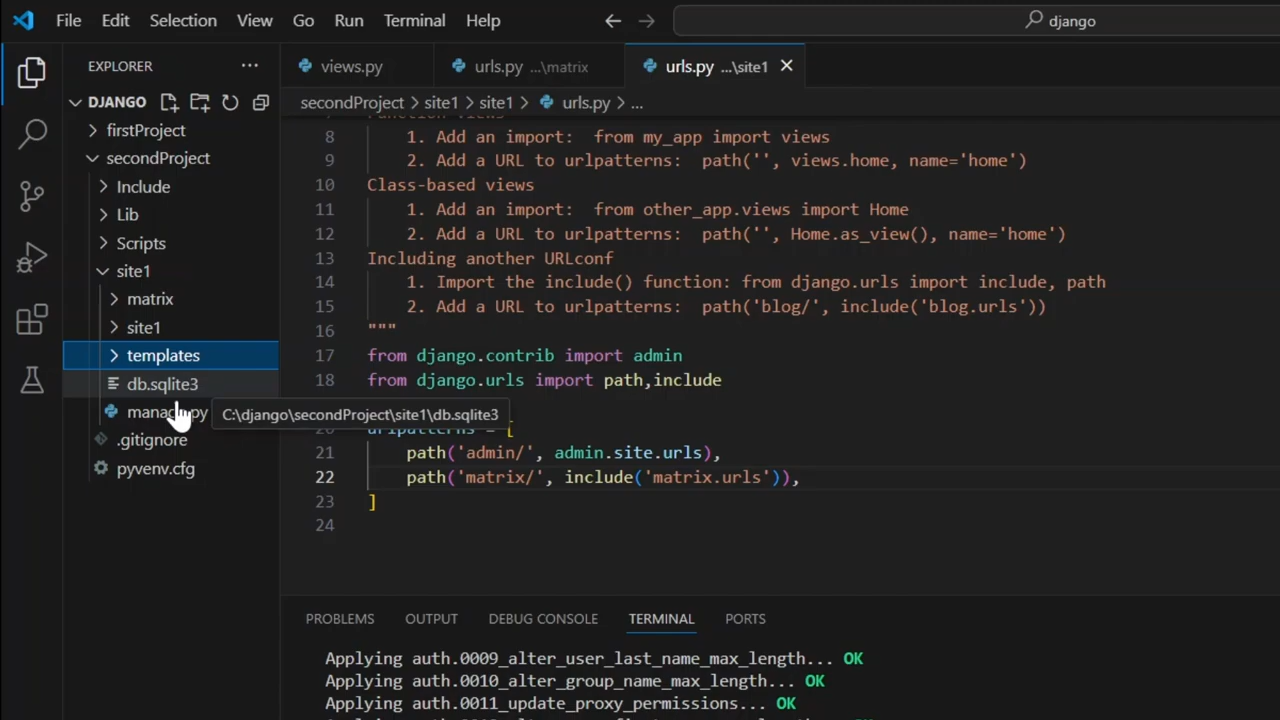 File Edit Selection View Go Run Terminal Help
django
EXPLORER
DJANGO
firstProject
secondProject
Include
Lib
Scripts
site1
matrix
site1
templates
db.sqlite3
C:\django\secondProject\site1\db.sqlite3
.gitignore
pyvenv.cfg
views.py urls.py ...\matrix urls.py ...\site1
secondProject > site1 > site1 > urls.py > ...
8 1. Add an import:  from my_app import views
9 2. Add a URL to urlpatterns:  path('', views.home, name='home')
10 Class-based views
11 1. Add an import:  from other_app.views import Home
12 2. Add a URL to urlpatterns:  path('', Home.as_view(), name='home')
13 Including another URLconf
14 1. Import the include() function: from django.urls import include, path
15 2. Add a URL to urlpatterns:  path('blog/', include('blog.urls'))
16 """
17 from django.contrib import admin
18 from django.urls import path,include
21 path('admin/', admin.site.urls),
22 path('matrix/', include('matrix.urls')),
23 ]
24
PROBLEMS OUTPUT DEBUG CONSOLE TERMINAL PORTS
Applying auth.0009_alter_user_last_name_max_length... OK
Applying auth.0010_alter_group_name_max_length... OK
Applying auth.0011_update_proxy_permissions... OK